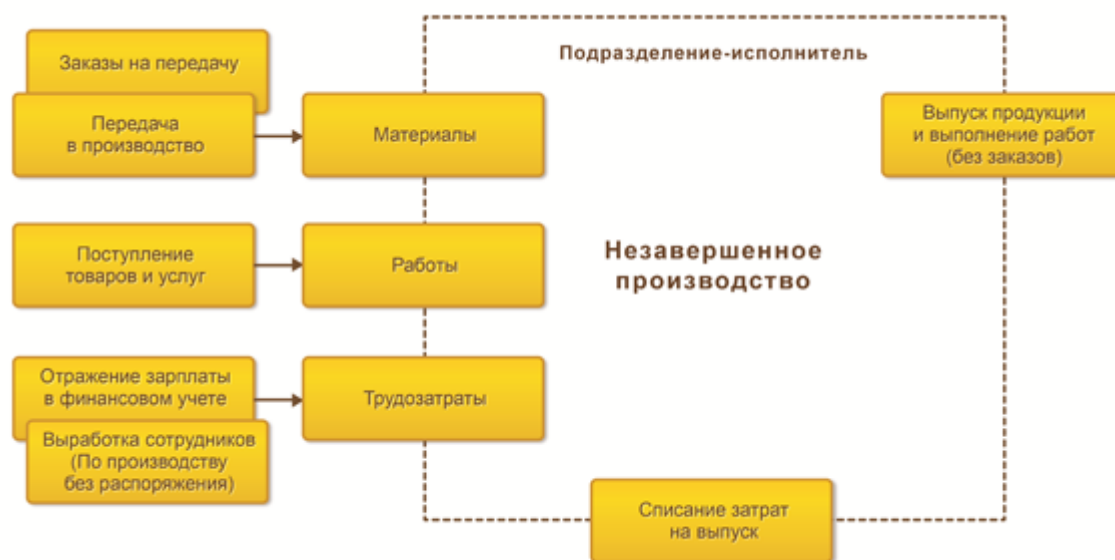 Подразделение-исполнитель
Заказы на передачу
Передача
в производство
Материалы
Выпуск продукции
и выполнение работ
(без заказов)
Поступление
товаров и услуг
Работы
Незавершенное
производство
Отражение зарплаты
в финансовом учете
Трудозатраты
Выработка сотрудников
(По производству
без распоряжения)
Списание затрат
на выпуск